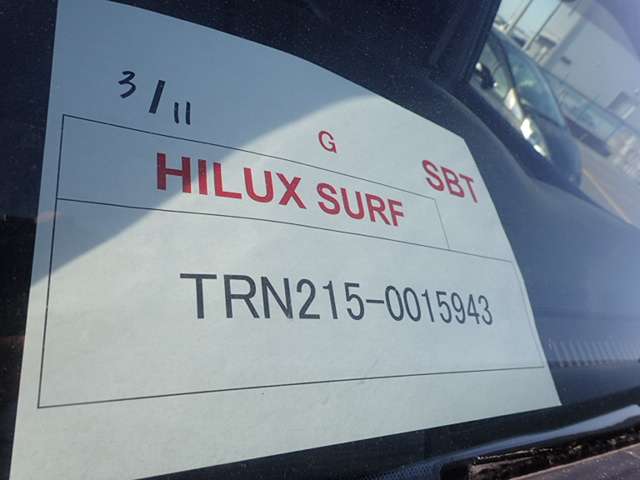 3/11
G
SBT
HILUX SURF
TRN215-0015943